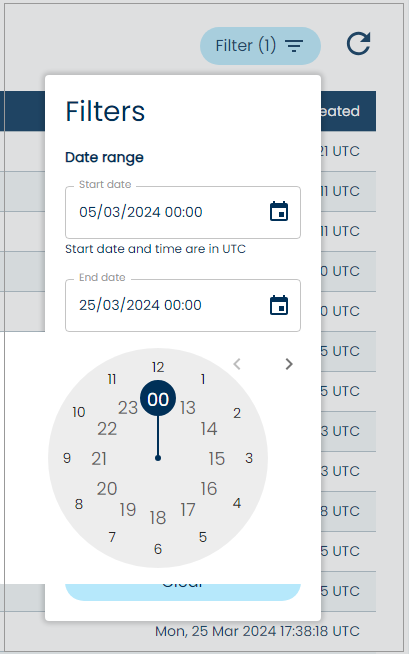 Filter (1)
Filters
eated
Date range
21 UTC
Start date
11 UTC
05/03/2024 00:00
11 UTC
Start date and time are in UTC
0 UTC
End date
25/03/2024 00:00
0 UTC
5 UTC
12
11 1
00
23 13
10 2
22 14
5 UTC
3 UTC
9 21 15 3
3 UTC
20 16
8 4
19 17
18
8 UTC
7 5
6
5 UTC
Clear
5 UTC
Mon, 25 Mar 2024 17:38:18 UTC